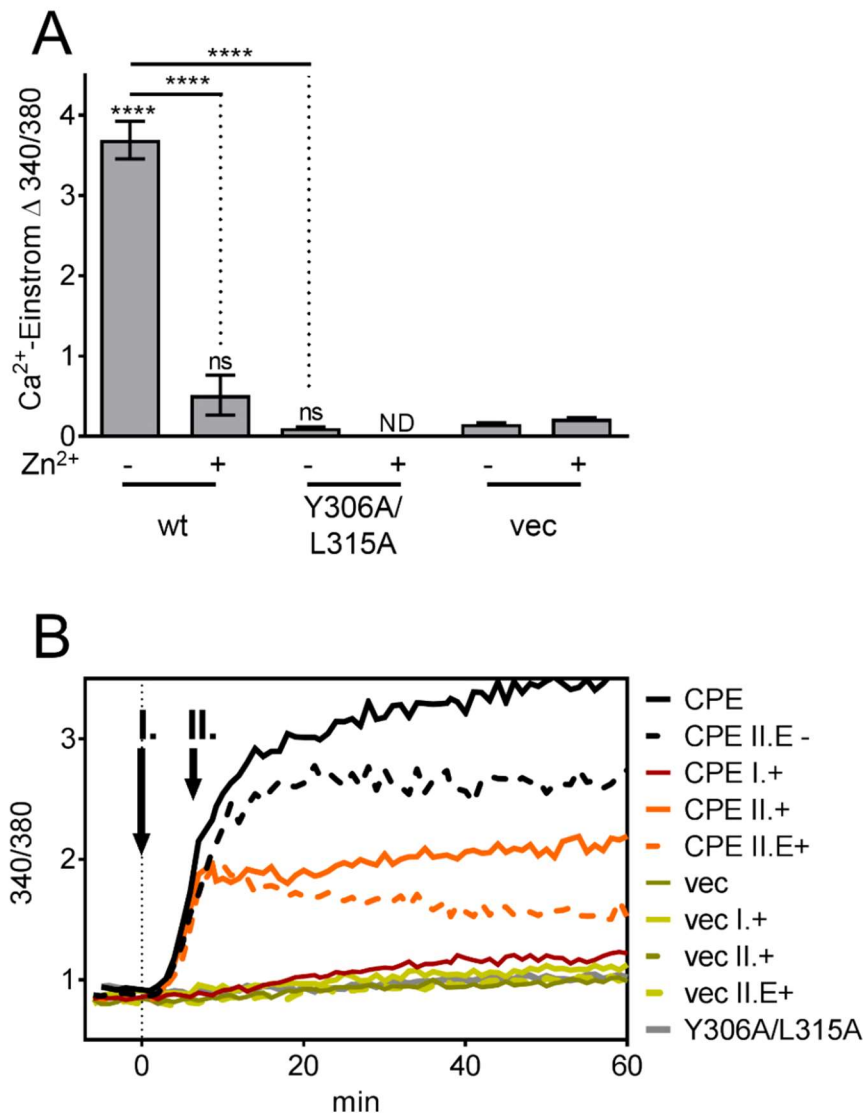 A
****
****
****
4
3
2
1
0
Ca²⁺-Einstrom Δ 340/380
ns
ns
ND
Zn²⁺ - + - + - +
wt
Y306A/
L315A
vec
B
I. II.
3
2
1
340/380
0 20 40 60
min
CPE
CPE II.E -
CPE I.+
CPE II.+
CPE II.E+
vec
vec I.+
vec II.+
vec II.E+
Y306A/L315A